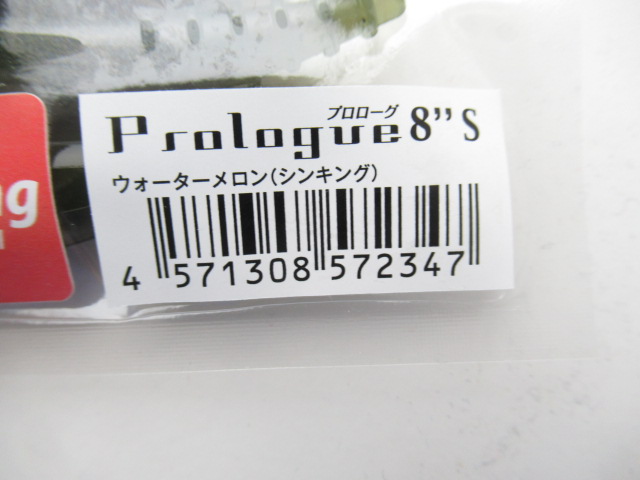 プロローグ
Prologue 8” S
ウォーターメロン(シンキング)
4 571308 572347